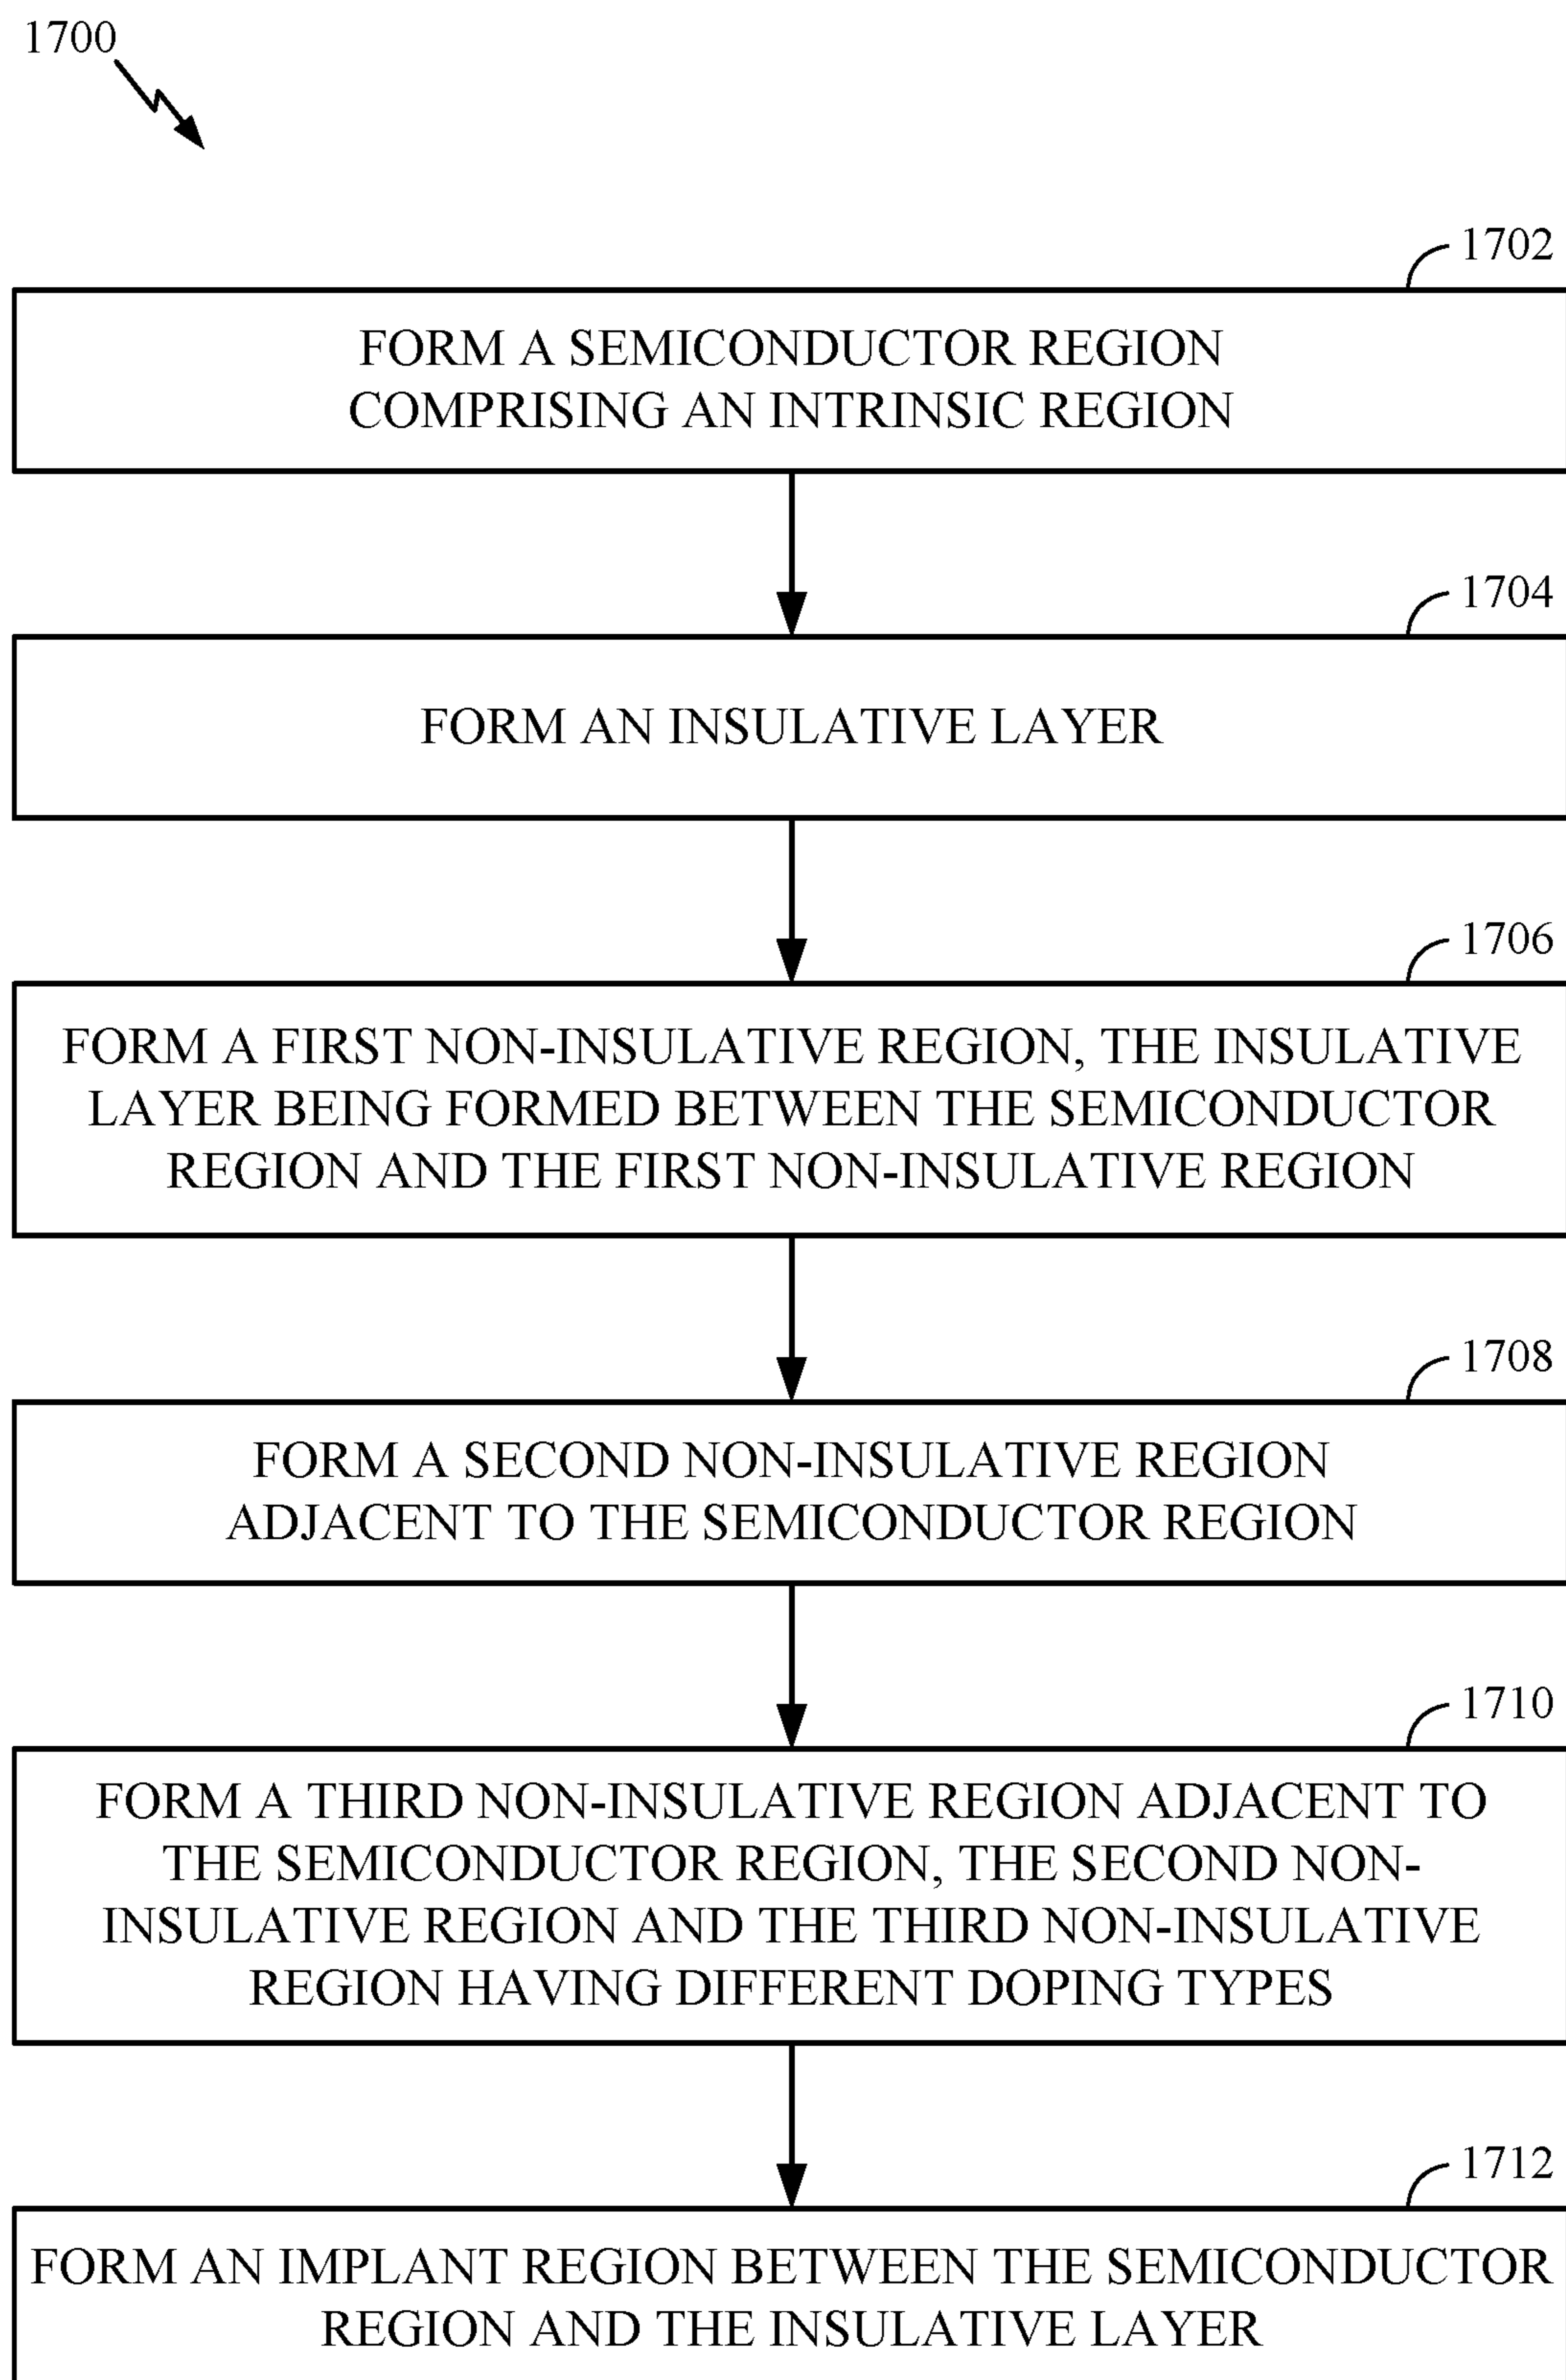 1700
1702
FORM A SEMICONDUCTOR REGION
COMPRISING AN INTRINSIC REGION
1704
FORM AN INSULATIVE LAYER
1706
FORM A FIRST NON-INSULATIVE REGION, THE INSULATIVE
LAYER BEING FORMED BETWEEN THE SEMICONDUCTOR
REGION AND THE FIRST NON-INSULATIVE REGION
1708
FORM A SECOND NON-INSULATIVE REGION
ADJACENT TO THE SEMICONDUCTOR REGION
1710
FORM A THIRD NON-INSULATIVE REGION ADJACENT TO
THE SEMICONDUCTOR REGION, THE SECOND NON-
INSULATIVE REGION AND THE THIRD NON-INSULATIVE
REGION HAVING DIFFERENT DOPING TYPES
1712
FORM AN IMPLANT REGION BETWEEN THE SEMICONDUCTOR
REGION AND THE INSULATIVE LAYER